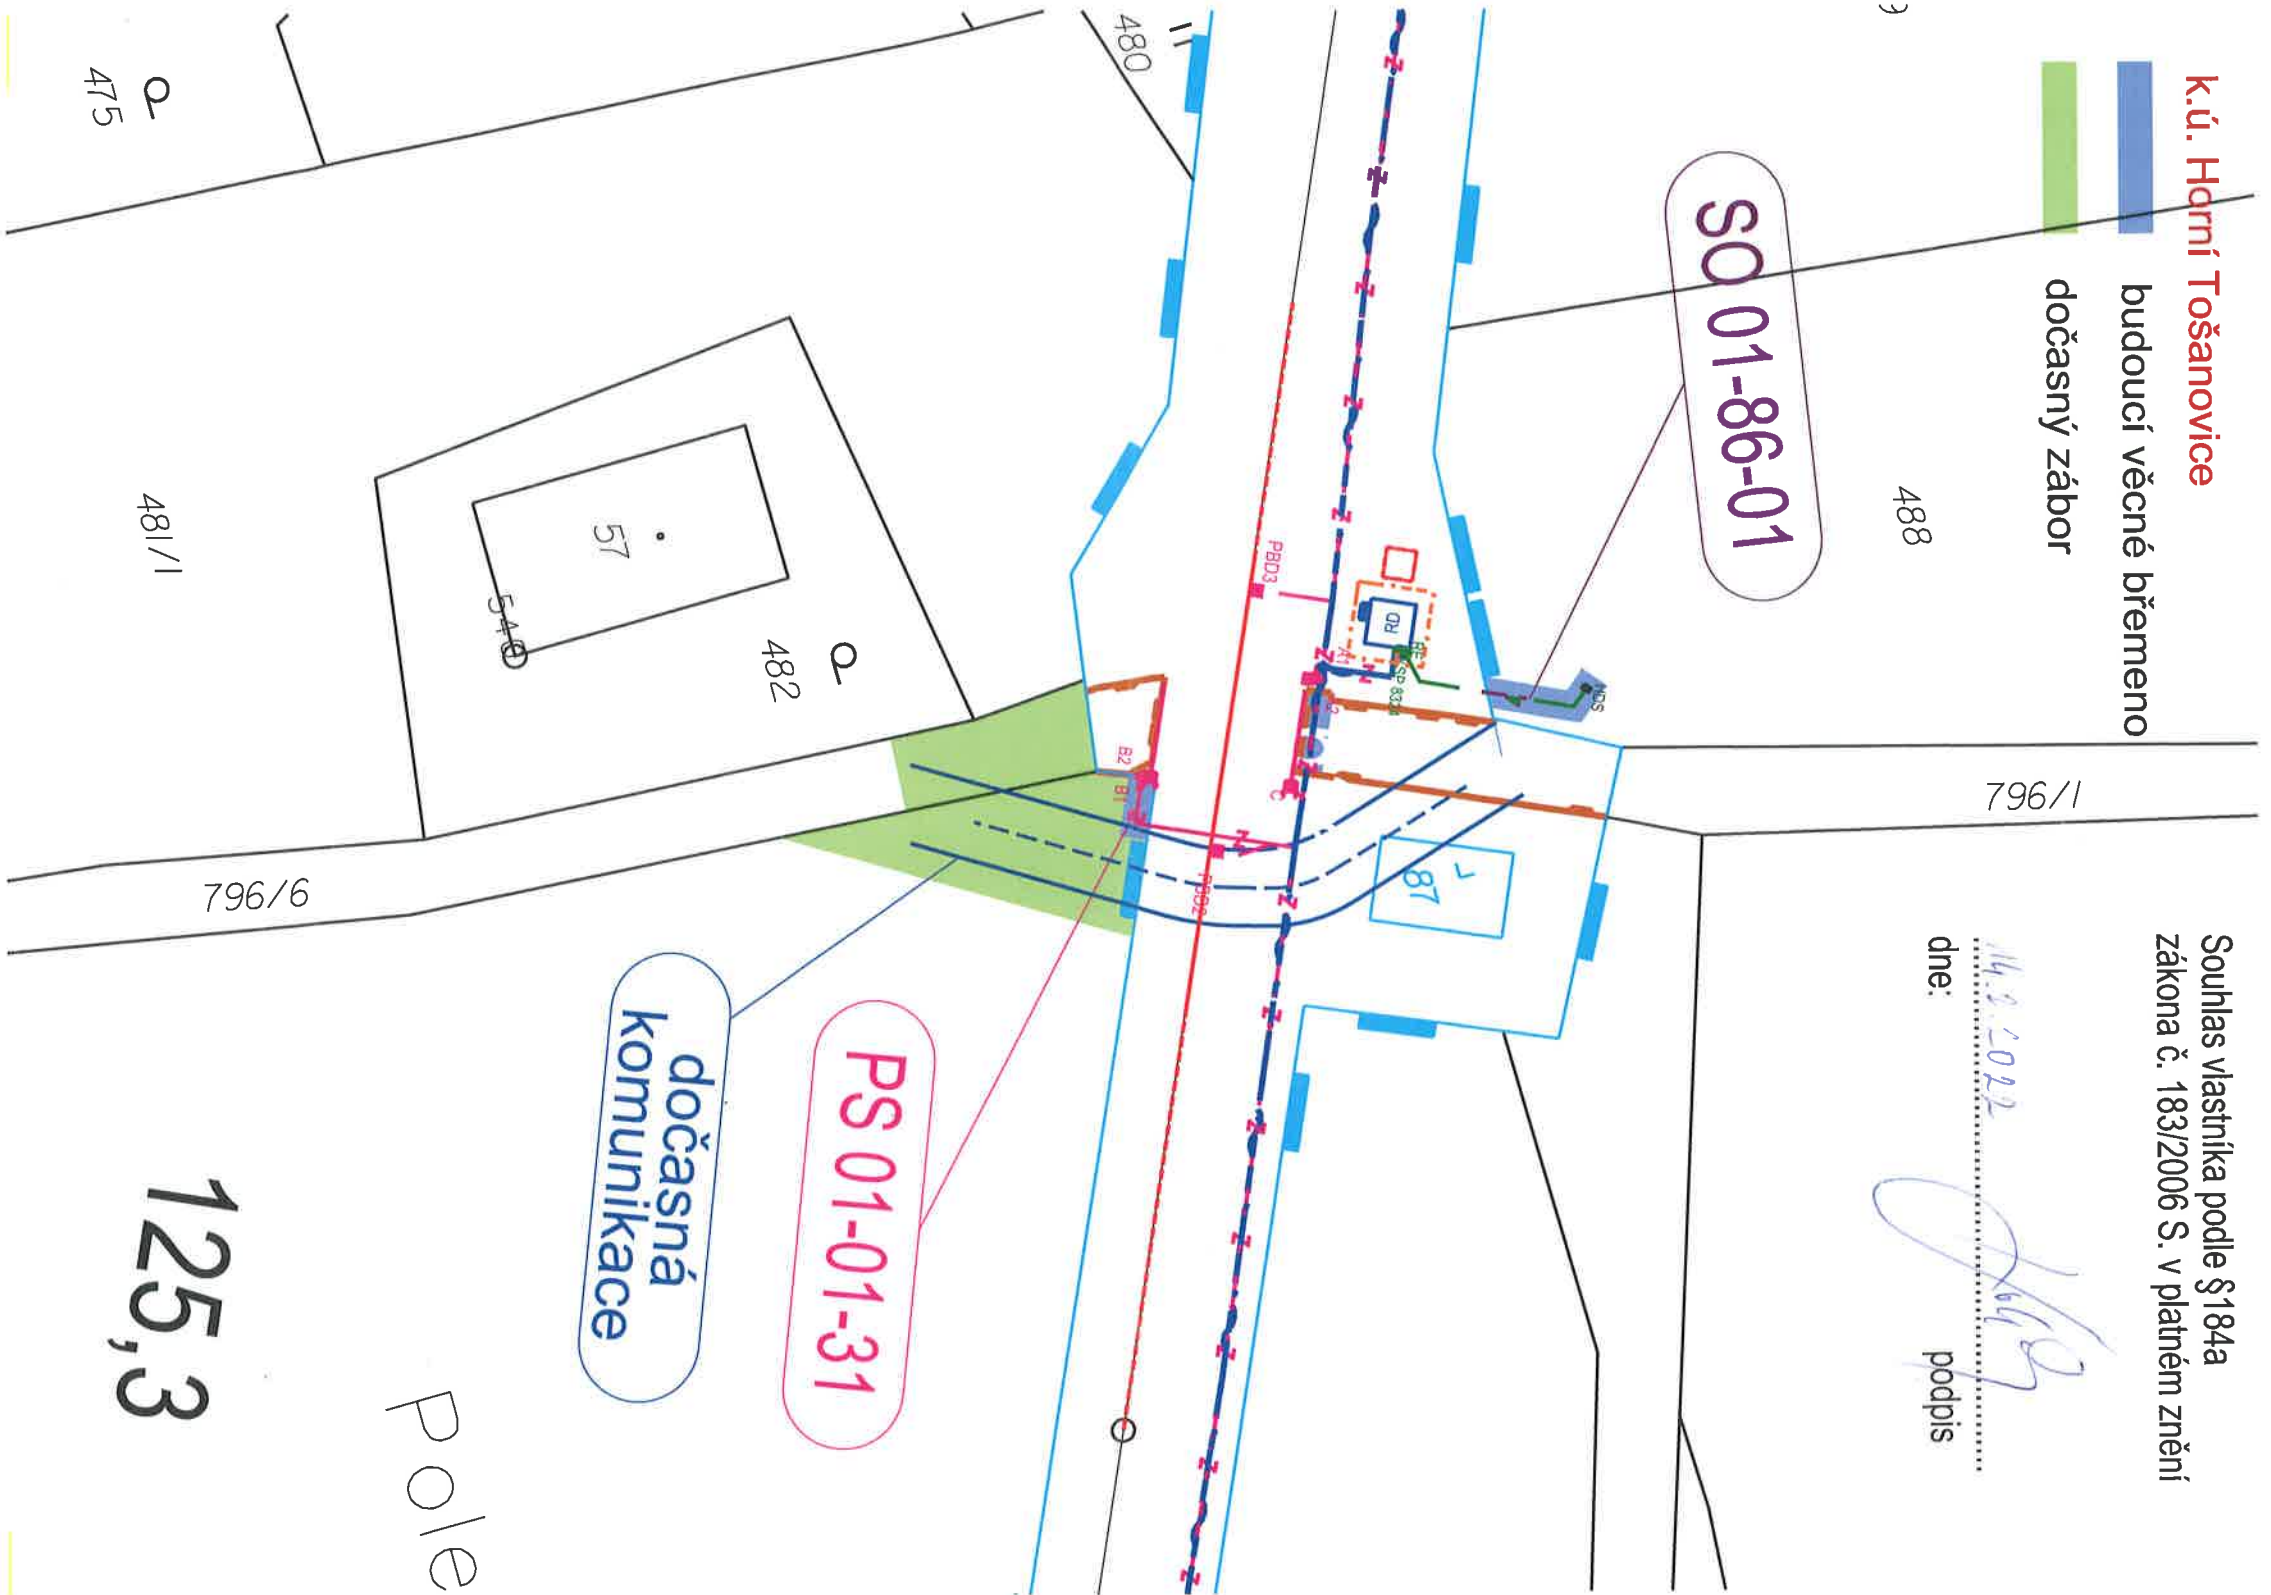 k.ú. Horní Tošanovice
budoucí věcné břemeno
dočasný zábor
Souhlas vlastníka podle §184a
zákona č. 183/2006 S. v platném znění
14.2.2022
dne:
podpis
SO 01-86-01
488
796/1
HDS
RE
RD
A1
PBD3
87
B2
B1
C
480
475
481/1
57
540
482
796/6
PS 01-01-31
dočasná
komunikace
125,3
Pole